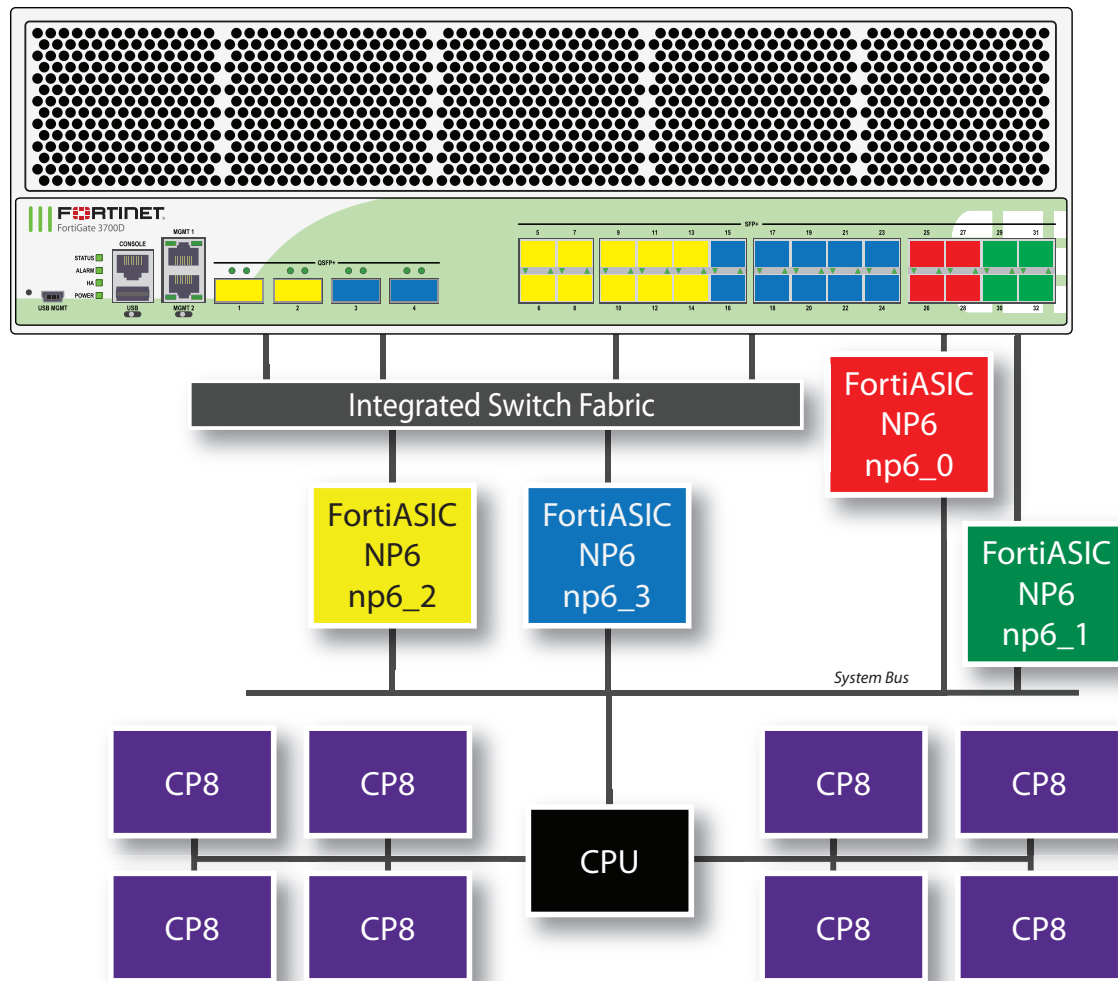 FORTINET
FortiGate 3700D
STATUS
ALARM
HA
POWER
USB MGMT
CONSOLE
USB
MGMT 1
MGMT 2
QSFP+
1 2 3 4
SFP+
5 7 9 11 13 15 17 19 21 23 25 27 29 31
6 8 10 12 14 16 18 20 22 24 26 28 30 32
Integrated Switch Fabric
FortiASIC
NP6
np6_0
FortiASIC
NP6
np6_2
FortiASIC
NP6
np6_3
FortiASIC
NP6
np6_1
System Bus
CP8 CP8 CP8 CP8
CPU
CP8 CP8 CP8 CP8